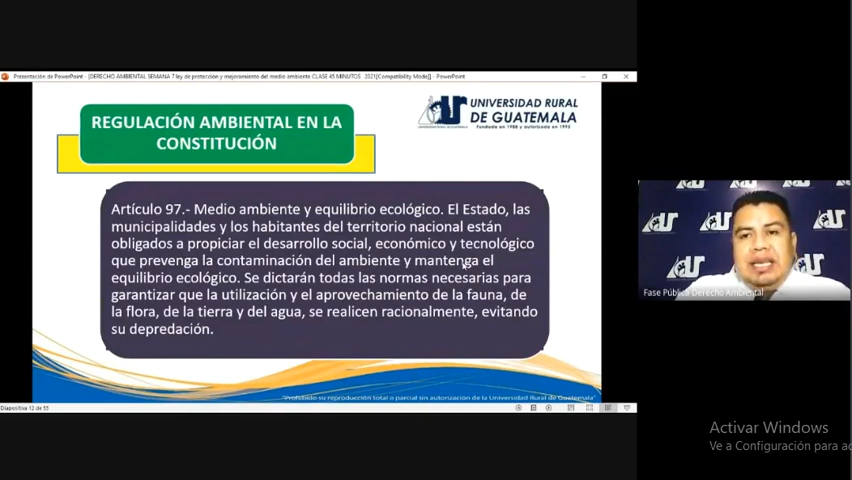 Presentación de PowerPoint - [DERECHO AMBIENTAL SEMANA 7 ley de protección y mejoramiento del medio ambiente CLASE 45 MINUTOS 2021 [Compatibility Mode]] - PowerPoint
REGULACIÓN AMBIENTAL EN LA
CONSTITUCIÓN
UNIVERSIDAD RURAL
DE GUATEMALA
Fundada en 1988 y autorizada en 1995
Artículo 97.- Medio ambiente y equilibrio ecológico. El Estado, las
municipalidades y los habitantes del territorio nacional están
obligados a propiciar el desarrollo social, económico y tecnológico
que prevenga la contaminación del ambiente y mantenga el
equilibrio ecológico. Se dictarán todas las normas necesarias para
garantizar que la utilización y el aprovechamiento de la fauna, de
la flora, de la tierra y del agua, se realicen racionalmente, evitando
su depredación.
"Prohibido su reproducción total o parcial sin autorización de la Universidad Rural de Guatemala"
Diapositiva 12 de 55
Fase Pública Derecho Ambiental
Activar Windows
Ve a Configuración para ac